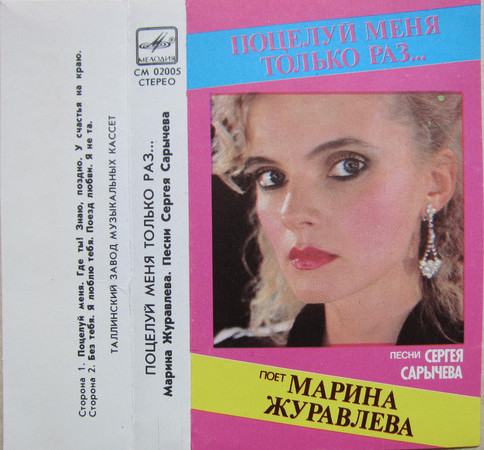 Сторона 1. Поцелуй меня. Где ты! Знаю, поздно. У счастья на краю.
Сторона 2. Без тебя. Я люблю тебя. Поезд любви. Я не та.
ТАЛЛИНСКИЙ ЗАВОД МУЗЫКАЛЬНЫХ КАССЕТ
МЕЛОДИЯ
СМ 02005
СТЕРЕО
ПОЦЕЛУЙ МЕНЯ ТОЛЬКО РАЗ...
Марина Журавлева. Песни Сергея Сарычева
ПОЦЕЛУЙ МЕНЯ
ТОЛЬКО РАЗ...
ПЕСНИ СЕРГЕЯ
САРЫЧЕВА
ПОЕТ МАРИНА
ЖУРАВЛЕВА